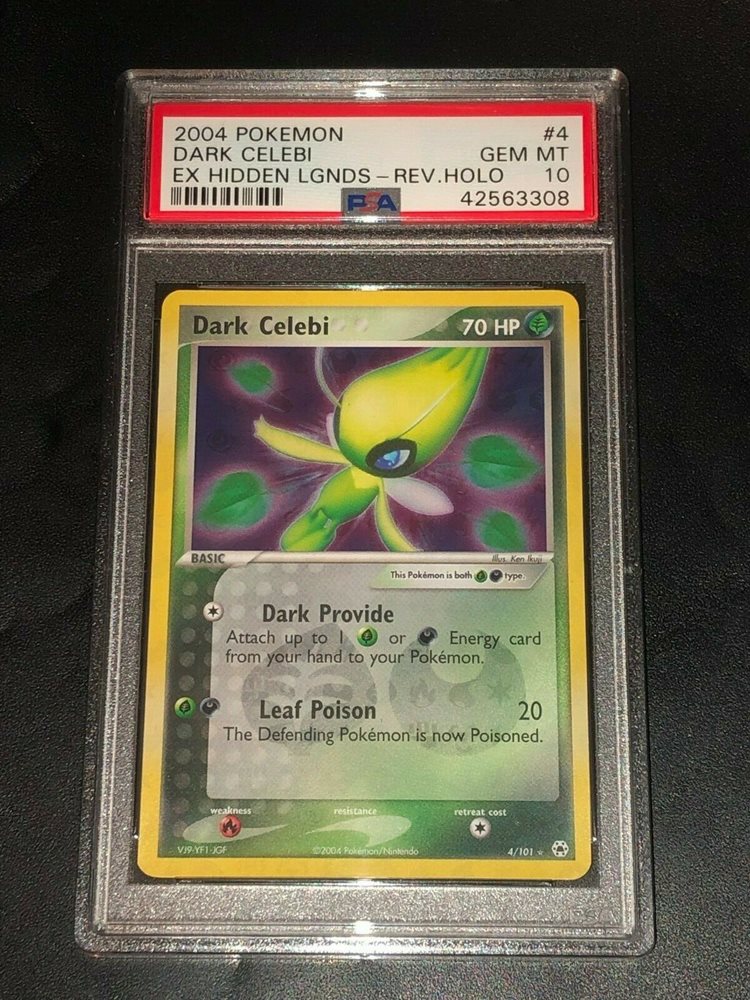 2004 POKEMON #4
DARK CELEBI GEM MT
EX HIDDEN LGNDS-REV.HOLO 10
PSA 42563308
Dark Celebi 70 HP
BASIC Illus. Ken Ikuji
This Pokémon is both type.
Dark Provide
Attach up to 1 or Energy card
from your hand to your Pokémon.
Leaf Poison 20
The Defending Pokémon is now Poisoned.
weakness resistance retreat cost
VJ9-YF1-JGF ©2004 Pokémon/Nintendo 4/101 ★